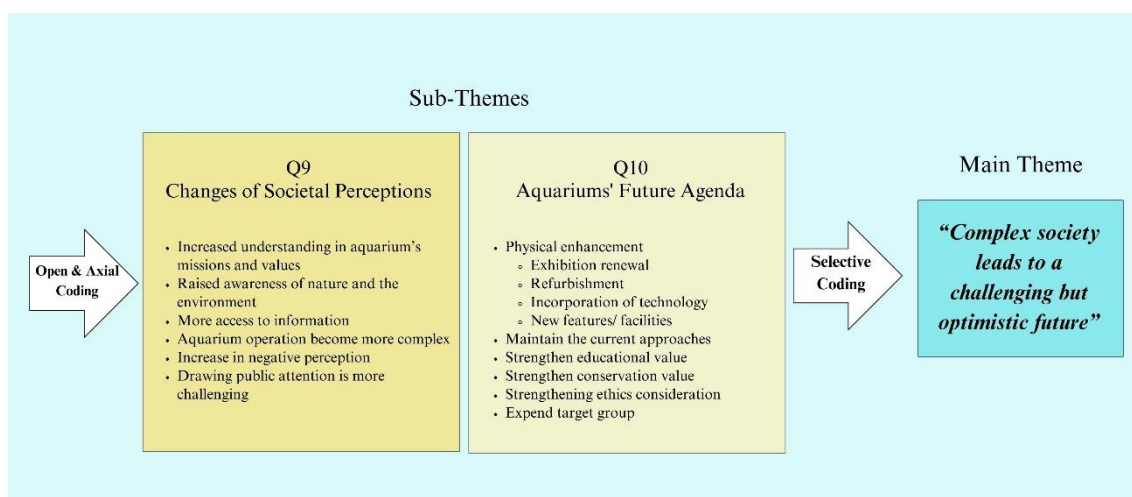 Sub-Themes
Open & Axial
Coding
Q9
Changes of Societal Perceptions
• Increased understanding in aquarium's
missions and values
• Raised awareness of nature and the
environment
• More access to information
• Aquarium operation become more complex
• Increase in negative perception
• Drawing public attention is more
challenging
Q10
Aquariums' Future Agenda
• Physical enhancement
○ Exhibition renewal
○ Refurbishment
○ Incorporation of technology
○ New features/ facilities
• Maintain the current approaches
• Strengthen educational value
• Strengthen conservation value
• Strengthening ethics consideration
• Expend target group
Selective
Coding
Main Theme
“Complex society
leads to a
challenging but
optimistic future”